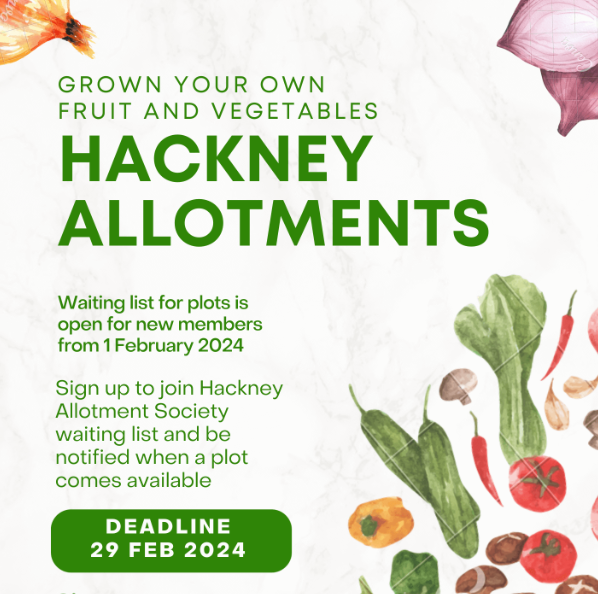 GROWN YOUR OWN
FRUIT AND VEGETABLES
HACKNEY
ALLOTMENTS
Waiting list for plots is
open for new members
from 1 February 2024
Sign up to join Hackney
Allotment Society
waiting list and be
notified when a plot
comes available
DEADLINE
29 FEB 2024